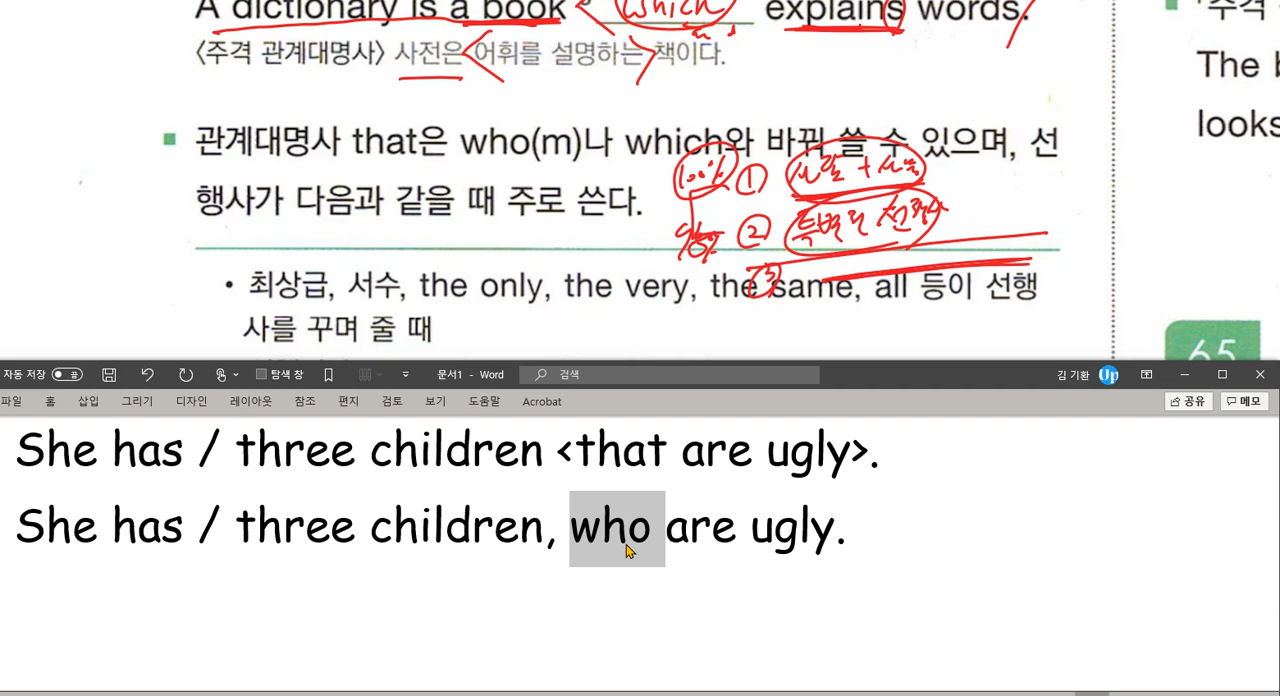 A dictionary is a book which explains words.
<주격 관계대명사> 사전은 어휘를 설명하는 책이다.
관계대명사 that은 who(m)나 which와 바꿔 쓸 수 있으며, 선
행사가 다음과 같을 때 주로 쓴다.
100% ① 사람 + 사물
② 특별한 선행사
③
• 최상급, 서수, the only, the very, the same, all 등이 선행
사를 꾸며 줄 때
주격
The b
looks
65
자동 저장 끔 탐색 창 문서1 - Word 검색 김 기환 Up
파일 홈 삽입 그리기 디자인 레이아웃 참조 편지 검토 보기 도움말 Acrobat 공유 메모
She has / three children <that are ugly>.
She has / three children, who are ugly.